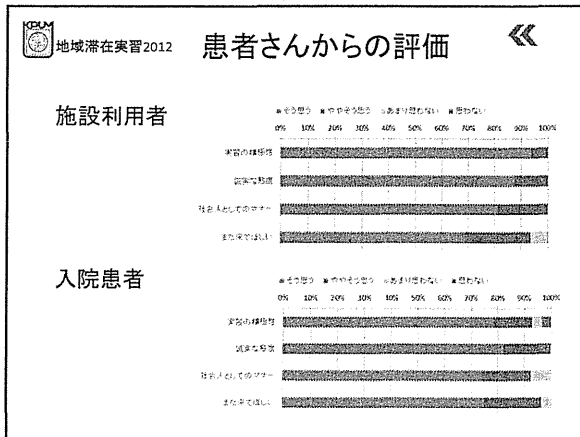 KPUM
地域滞在実習2012
患者さんからの評価
施設利用者
■そう思う ■ややそう思う ■あまり思わない ■思わない
0% 10% 20% 30% 40% 50% 60% 70% 80% 90% 100%
実習の積極性
誠実な態度
社会人としてのマナー
また来てほしい
入院患者
■そう思う ■ややそう思う ■あまり思わない ■思わない
0% 10% 20% 30% 40% 50% 60% 70% 80% 90% 100%
実習の積極性
誠実な態度
社会人としてのマナー
また来てほしい